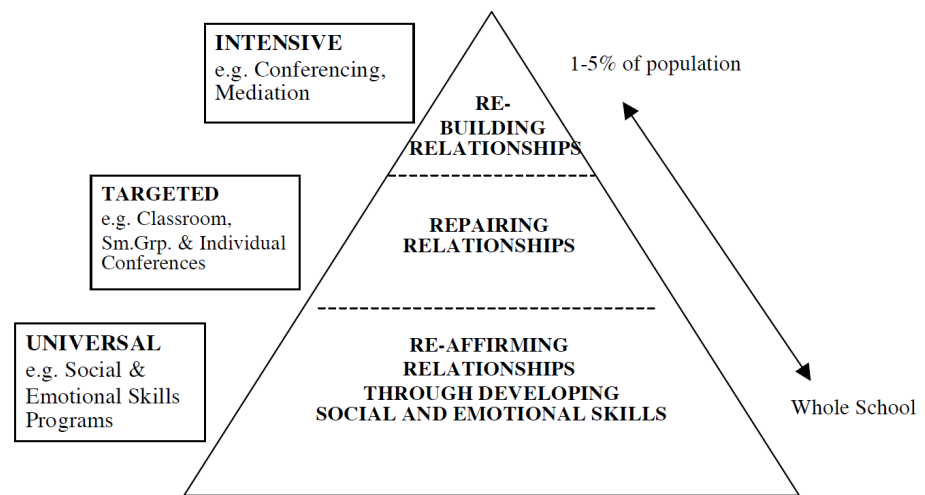 INTENSIVE
e.g. Conferencing,
Mediation
1-5% of population
RE-
BUILDING
RELATIONSHIPS
TARGETED
e.g. Classroom,
Sm.Grp. & Individual
Conferences
REPAIRING
RELATIONSHIPS
UNIVERSAL
e.g. Social &
Emotional Skills
Programs
RE-AFFIRMING
RELATIONSHIPS
THROUGH DEVELOPING
SOCIAL AND EMOTIONAL SKILLS
Whole School